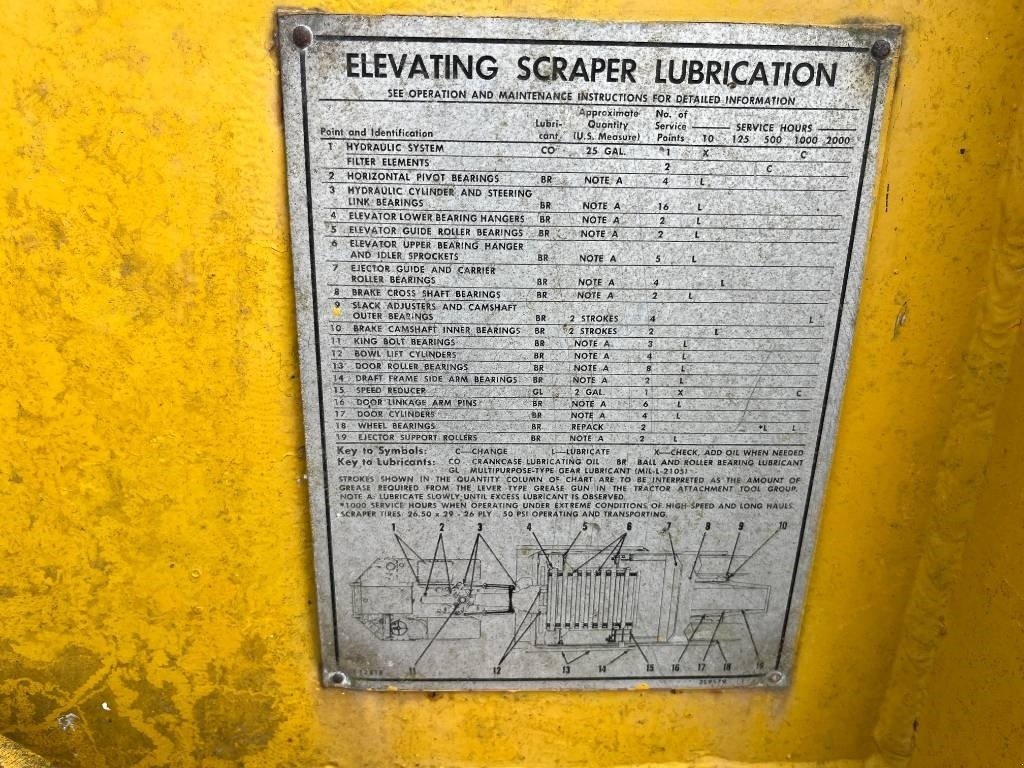 ELEVATING SCRAPER LUBRICATION
SEE OPERATION AND MAINTENANCE INSTRUCTIONS FOR DETAILED INFORMATION
Point and Identification Lubri-cant Approximate Quantity (U.S. Measure) No. of Service Points SERVICE HOURS 10 125 500 1000 2000
1 HYDRAULIC SYSTEM CO 25 GAL. 1 X C
FILTER ELEMENTS 2 C
2 HORIZONTAL PIVOT BEARINGS BR NOTE A 4 L
3 HYDRAULIC CYLINDER AND STEERING
LINK BEARINGS BR NOTE A 16 L
4 ELEVATOR LOWER BEARING HANGERS BR NOTE A 2 L
5 ELEVATOR GUIDE ROLLER BEARINGS BR NOTE A 2 L
6 ELEVATOR UPPER BEARING HANGER
AND IDLER SPROCKETS BR NOTE A 5 L
7 EJECTOR GUIDE AND CARRIER
ROLLER BEARINGS BR NOTE A 4 L
8 BRAKE CROSS SHAFT BEARINGS BR NOTE A 2 L
9 SLACK ADJUSTERS AND CAMSHAFT
OUTER BEARINGS BR 2 STROKES 4 L
10 BRAKE CAMSHAFT INNER BEARINGS BR 2 STROKES 2 L
11 KING BOLT BEARINGS BR NOTE A 3 L
12 BOWL LIFT CYLINDERS BR NOTE A 4 L
13 DOOR ROLLER BEARINGS BR NOTE A 8 L
14 DRAFT FRAME SIDE ARM BEARINGS BR NOTE A 2 L
15 SPEED REDUCER GL 2 GAL 1 X C
16 DOOR LINKAGE ARM PINS BR NOTE A 6 L
17 DOOR CYLINDERS BR NOTE A 4 L
18 WHEEL BEARINGS BR REPACK 2 *L L
19 EJECTOR SUPPORT ROLLERS BR NOTE A 2 L
Key to Symbols: C—CHANGE L—LUBRICATE X—CHECK, ADD OIL WHEN NEEDED
Key to Lubricants: CO CRANKCASE LUBRICATING OIL BR BALL AND ROLLER BEARING LUBRICANT
GL MULTIPURPOSE-TYPE GEAR LUBRICANT (MIL-L-2105)
STROKES SHOWN IN THE QUANTITY COLUMN OF CHART ARE TO BE INTERPRETED AS THE AMOUNT OF
GREASE REQUIRED FROM THE LEVER TYPE GREASE GUN IN THE TRACTOR ATTACHMENT TOOL GROUP.
NOTE A: LUBRICATE SLOWLY UNTIL EXCESS LUBRICANT IS OBSERVED.
*1000 SERVICE HOURS WHEN OPERATING UNDER EXTREME CONDITIONS OF HIGH SPEED AND LONG HAULS.
SCRAPER TIRES 26.50 x 29 - 26 PLY 50 PSI OPERATING AND TRANSPORTING.
1 2 3 4 5 6 7 8 9 10
11 12 13 14 15 16 17 18 19